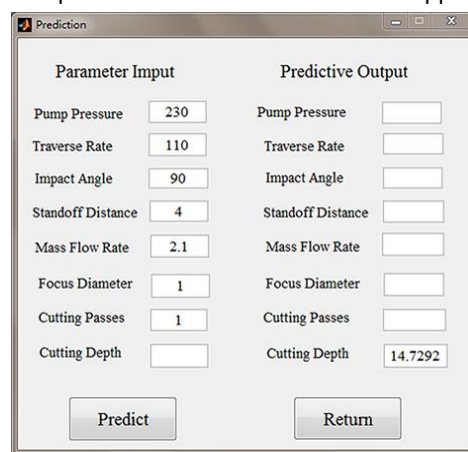 Prediction
Parameter Imput
Predictive Output
Pump Pressure 230 Pump Pressure
Traverse Rate 110 Traverse Rate
Impact Angle 90 Impact Angle
Standoff Distance 4 Standoff Distance
Mass Flow Rate 2.1 Mass Flow Rate
Focus Diameter 1 Focus Diameter
Cutting Passes 1 Cutting Passes
Cutting Depth Cutting Depth 14.7292
Predict Return